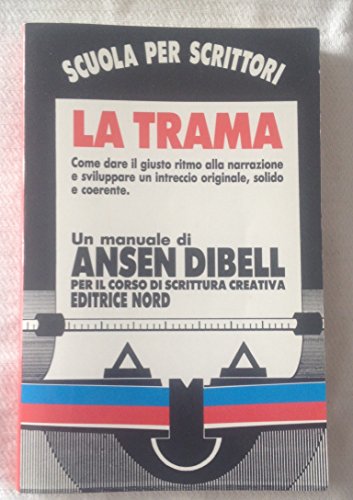 SCUOLA PER SCRITTORI
LA TRAMA
Come dare il giusto ritmo alla narrazione
e sviluppare un intreccio originale, solido
e coerente.
Un manuale di
ANSEN DIBELL
PER IL CORSO DI SCRITTURA CREATIVA
EDITRICE NORD